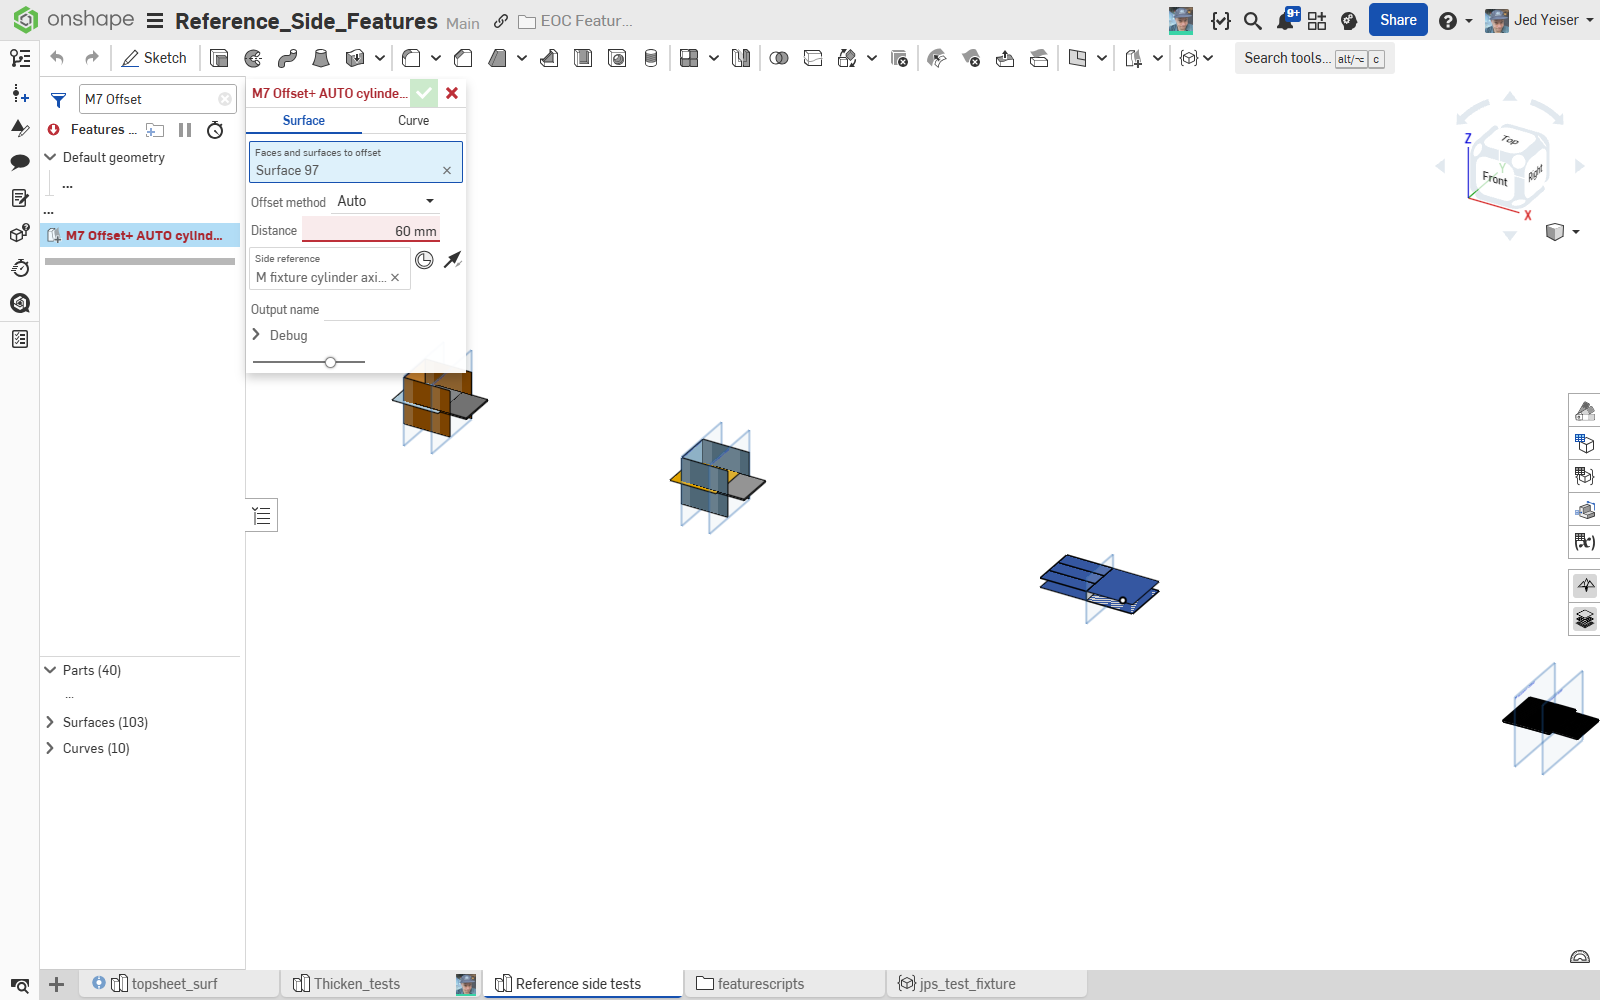 onshape
Reference_Side_Features
Main
EOC Featur...
9+
Share
Jed Yeiser
Sketch
Search tools...
alt/⌥
c
M7 Offset
Features ...
Default geometry
...
...
M7 Offset+ AUTO cylind...
M7 Offset+ AUTO cylinde...
Surface
Curve
Faces and surfaces to offset
Surface 97
Offset method
Auto
Distance
60 mm
Side reference
M fixture cylinder axi...
Output name
Debug
Z
Top
Y
Front
Right
X
Parts (40)
...
Surfaces (103)
Curves (10)
topsheet_surf
Thicken_tests
Reference side tests
featurescripts
jps_test_fixture